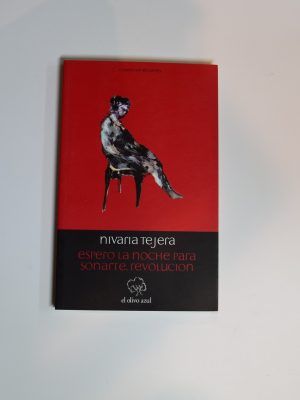 nivaria tejera
espero la noche para
soñarte, revolución
el olivo azul